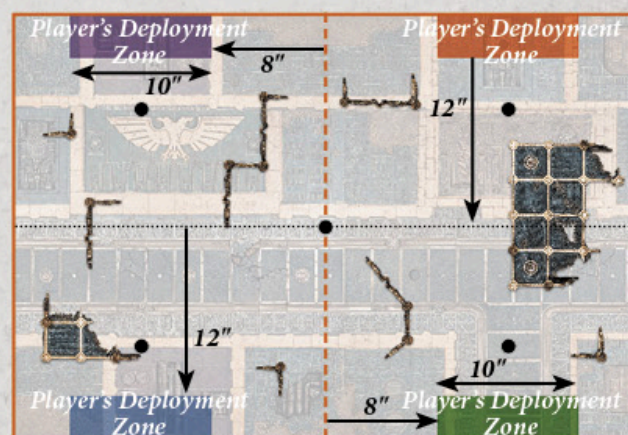 Player's Deployment
Zone
8"
Player's Deployment
Zone
10"
12"
12"
10"
Player's Deployment
Zone
8"
Player's Deployment
Zone